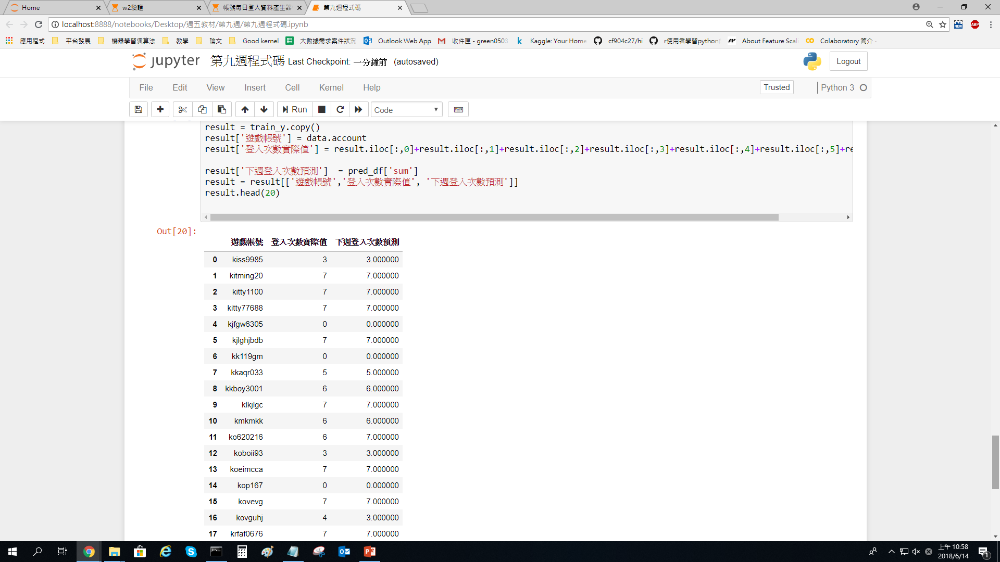 Home
w2驗證
帳號每日登入資料產生器
第九週程式碼
localhost:8888/notebooks/Desktop/週五教材/第九週/第九週程式碼.ipynb
應用程式 平台發展 機器學習演算法 教學 論文 Good kernel 大數據需求案件狀況 Outlook Web App 收件匣 - green0503 Kaggle: Your Home cf904c27/hi r使用者學習python About Feature Scali Colaboratory 簡介 -
jupyter 第九週程式碼 Last Checkpoint: 一分鐘前 (autosaved) Logout
File Edit View Insert Cell Kernel Help Trusted Python 3
Run Code
result = train_y.copy()
result['遊戲帳號'] = data.account
result['登入次數實際值'] = result.iloc[:,0]+result.iloc[:,1]+result.iloc[:,2]+result.iloc[:,3]+result.iloc[:,4]+result.iloc[:,5]+re
result['下週登入次數預測']  = pred_df['sum']
result = result[['遊戲帳號','登入次數實際值', '下週登入次數預測']]
result.head(20)
Out[20]:
遊戲帳號 登入次數實際值 下週登入次數預測
0 kiss9985 3 3.000000
1 kitming20 7 7.000000
2 kitty1100 7 7.000000
3 kitty77688 7 7.000000
4 kjfgw6305 0 0.000000
5 kjlghjbdb 7 7.000000
6 kk119gm 0 0.000000
7 kkaqr033 5 5.000000
8 kkboy3001 6 6.000000
9 klkjlgc 7 7.000000
10 kmkmkk 6 6.000000
11 ko620216 6 7.000000
12 koboii93 3 3.000000
13 koeimcca 7 7.000000
14 kop167 0 0.000000
15 kovevg 7 7.000000
16 kovguhj 4 3.000000
17 krfaf0676 7 7.000000
上午 10:58
2018/6/14
1